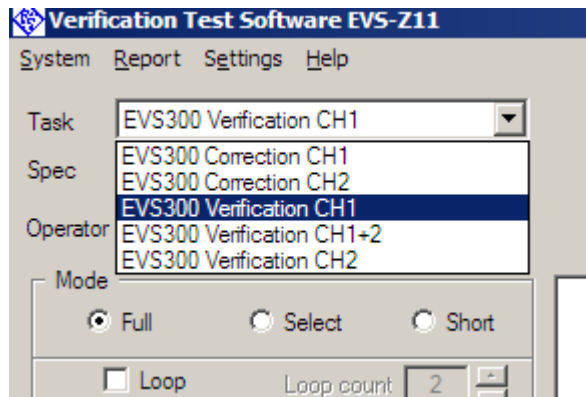 Verification Test Software EVS-Z11
System Report Settings Help
Task EVS300 Verification CH1
EVS300 Correction CH1
Spec
EVS300 Correction CH2
EVS300 Verification CH1
Operator
EVS300 Verification CH1+2
EVS300 Verification CH2
Mode
Full Select Short
Loop Loop count 2